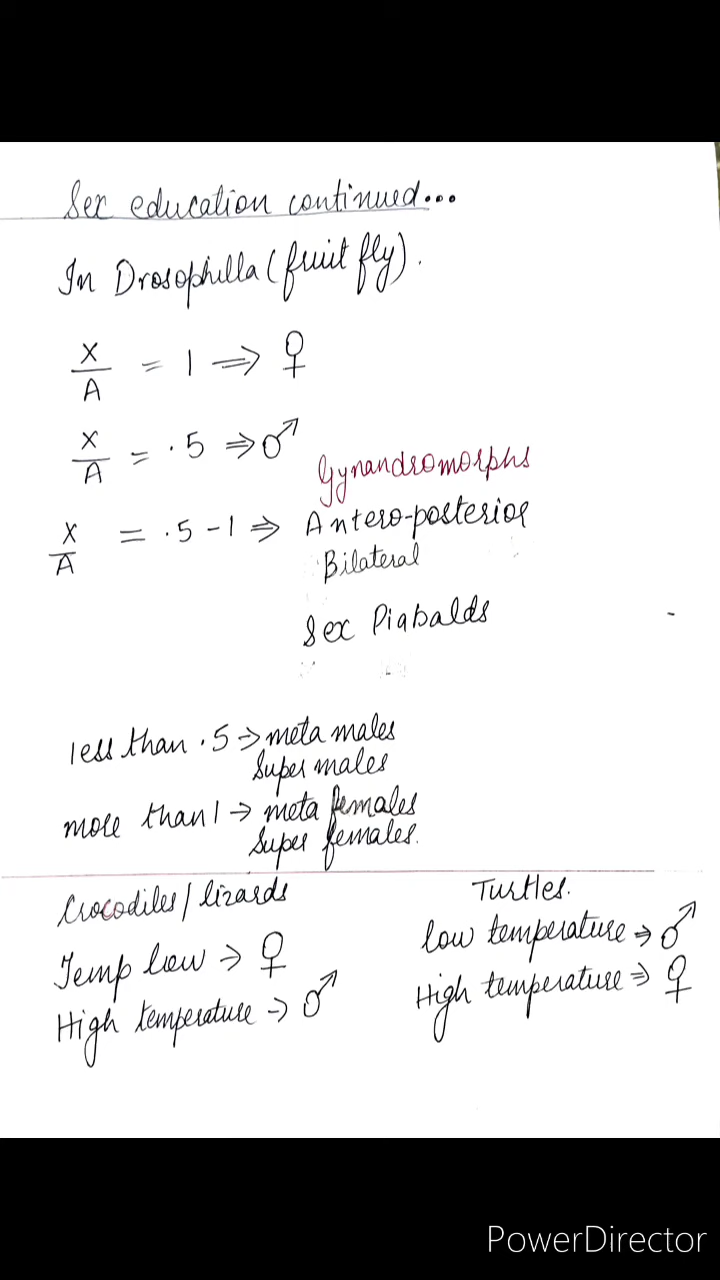 Sex education continued...
In Drosophilla (fruit fly).
X/A = 1 ⇒ ♀
X/A = .5 ⇒ ♂
Gynandromorphs
X/A = .5 - 1 ⇒ Antero-posterior
Bilateral
Sex Piabalds
less than .5 → meta males
Super males
more than 1 → meta females
Super females.
Crocodiles / lizards
Temp low → ♀
High temperature → ♂
Turtles.
low temperature ⇒ ♂
High temperature ⇒ ♀
PowerDirector